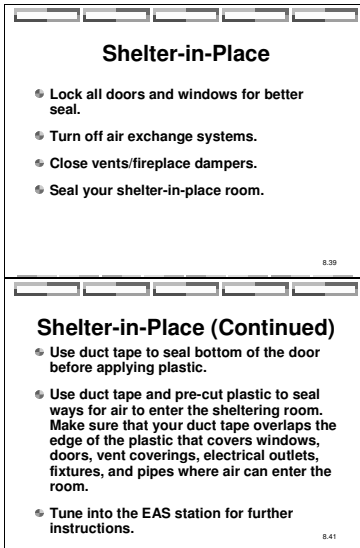 Shelter-in-Place
Lock all doors and windows for better
seal.
Turn off air exchange systems.
Close vents/fireplace dampers.
Seal your shelter-in-place room.
8.39
Shelter-in-Place (Continued)
Use duct tape to seal bottom of the door
before applying plastic.
Use duct tape and pre-cut plastic to seal
ways for air to enter the sheltering room.
Make sure that your duct tape overlaps the
edge of the plastic that covers windows,
doors, vent coverings, electrical outlets,
fixtures, and pipes where air can enter the
room.
Tune into the EAS station for further
instructions.
8.41